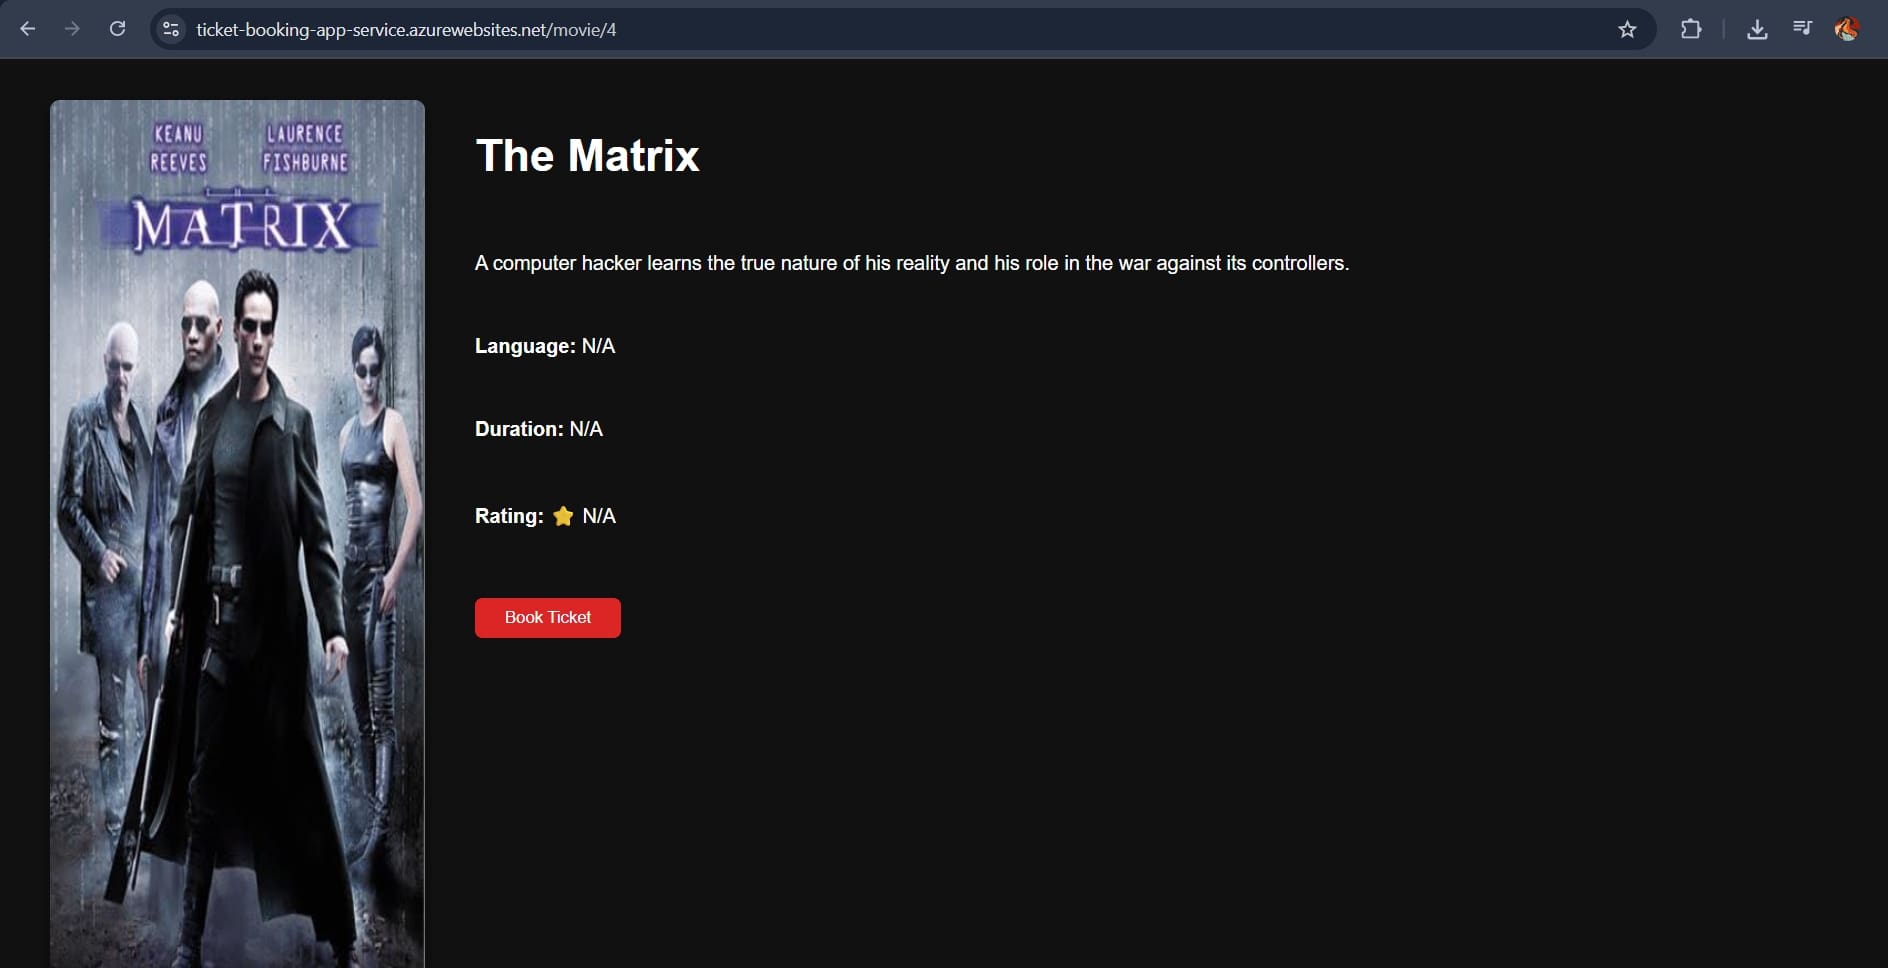 ticket-booking-app-service.azurewebsites.net/movie/4
KEANU REEVES
LAURENCE FISHBURNE
THE
MATRIX
The Matrix
A computer hacker learns the true nature of his reality and his role in the war against its controllers.
Language: N/A
Duration: N/A
Rating: ⭐ N/A
Book Ticket